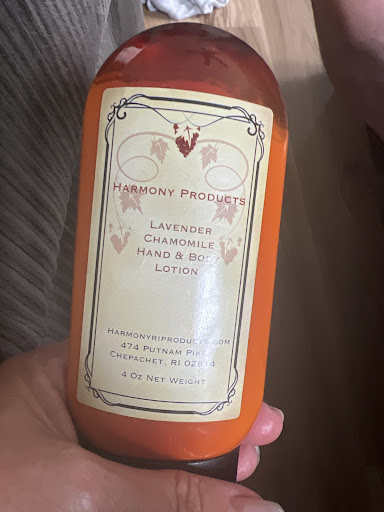 Harmony Products
Lavender
Chamomile
Hand & Body
Lotion
Harmonyriproducts.com
474 Putnam Pike
Chepachet, RI 02814
4 Oz Net Weight